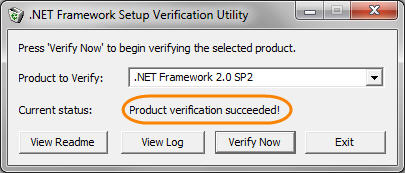 .NET Framework Setup Verification Utility
Press 'Verify Now' to begin verifying the selected product.
Product to Verify: .NET Framework 2.0 SP2
Current status: Product verification succeeded!
View Readme View Log Verify Now Exit